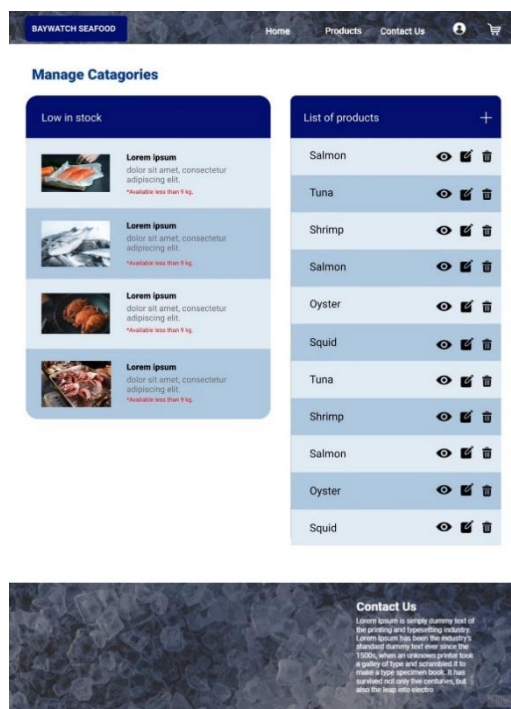 BAYWATCH SEAFOOD
Home Products Contact Us
Manage Catagories
Low in stock
Lorem ipsum
dolor sit amet, consectetur
adipiscing elit.
*Available less than 9 kg.
Lorem ipsum
dolor sit amet, consectetur
adipiscing elit.
*Available less than 9 kg.
Lorem ipsum
dolor sit amet, consectetur
adipiscing elit.
*Available less than 9 kg.
Lorem ipsum
dolor sit amet, consectetur
adipiscing elit.
*Available less than 9 kg.
List of products
Salmon
Tuna
Shrimp
Salmon
Oyster
Squid
Tuna
Shrimp
Salmon
Oyster
Squid
Contact Us
Lorem Ipsum is simply dummy text of
the printing and typesetting industry.
Lorem Ipsum has been the industry's
standard dummy text ever since the
1500s, when an unknown printer took
a galley of type and scrambled it to
make a type specimen book. It has
survived not only five centuries, but
also the leap into electro